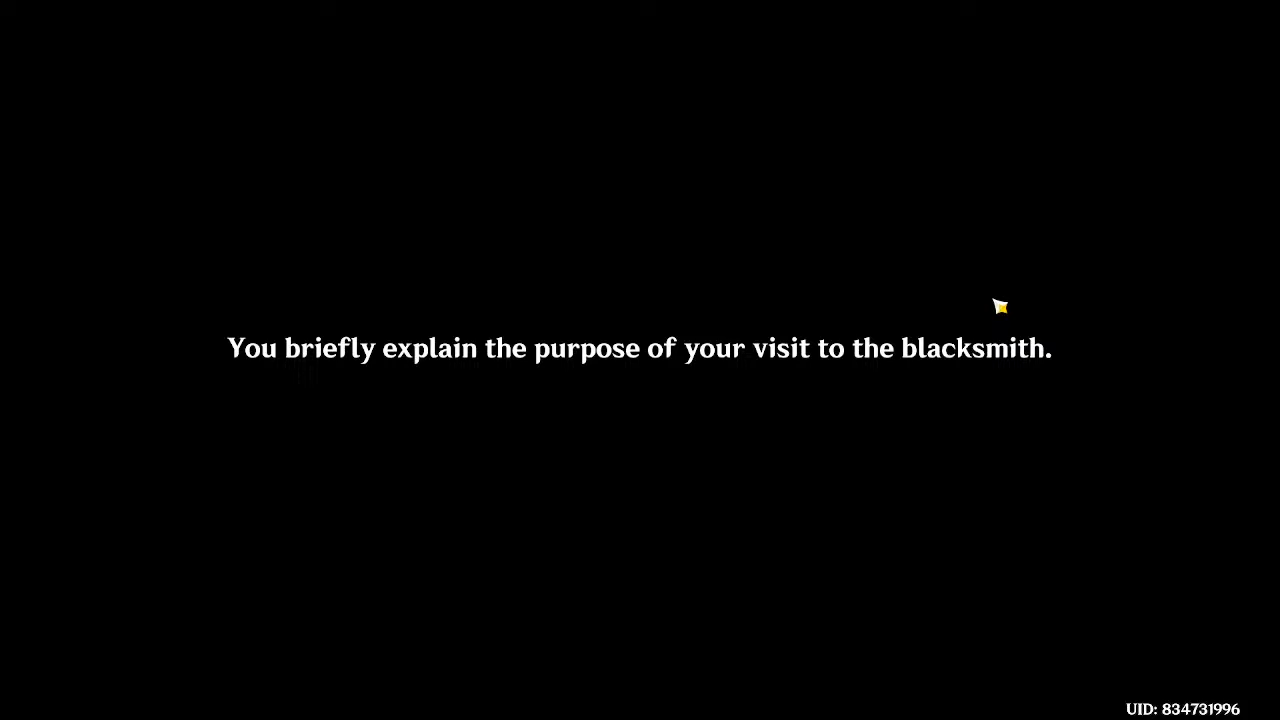 You briefly explain the purpose of your visit to the blacksmith.
UID: 834731996